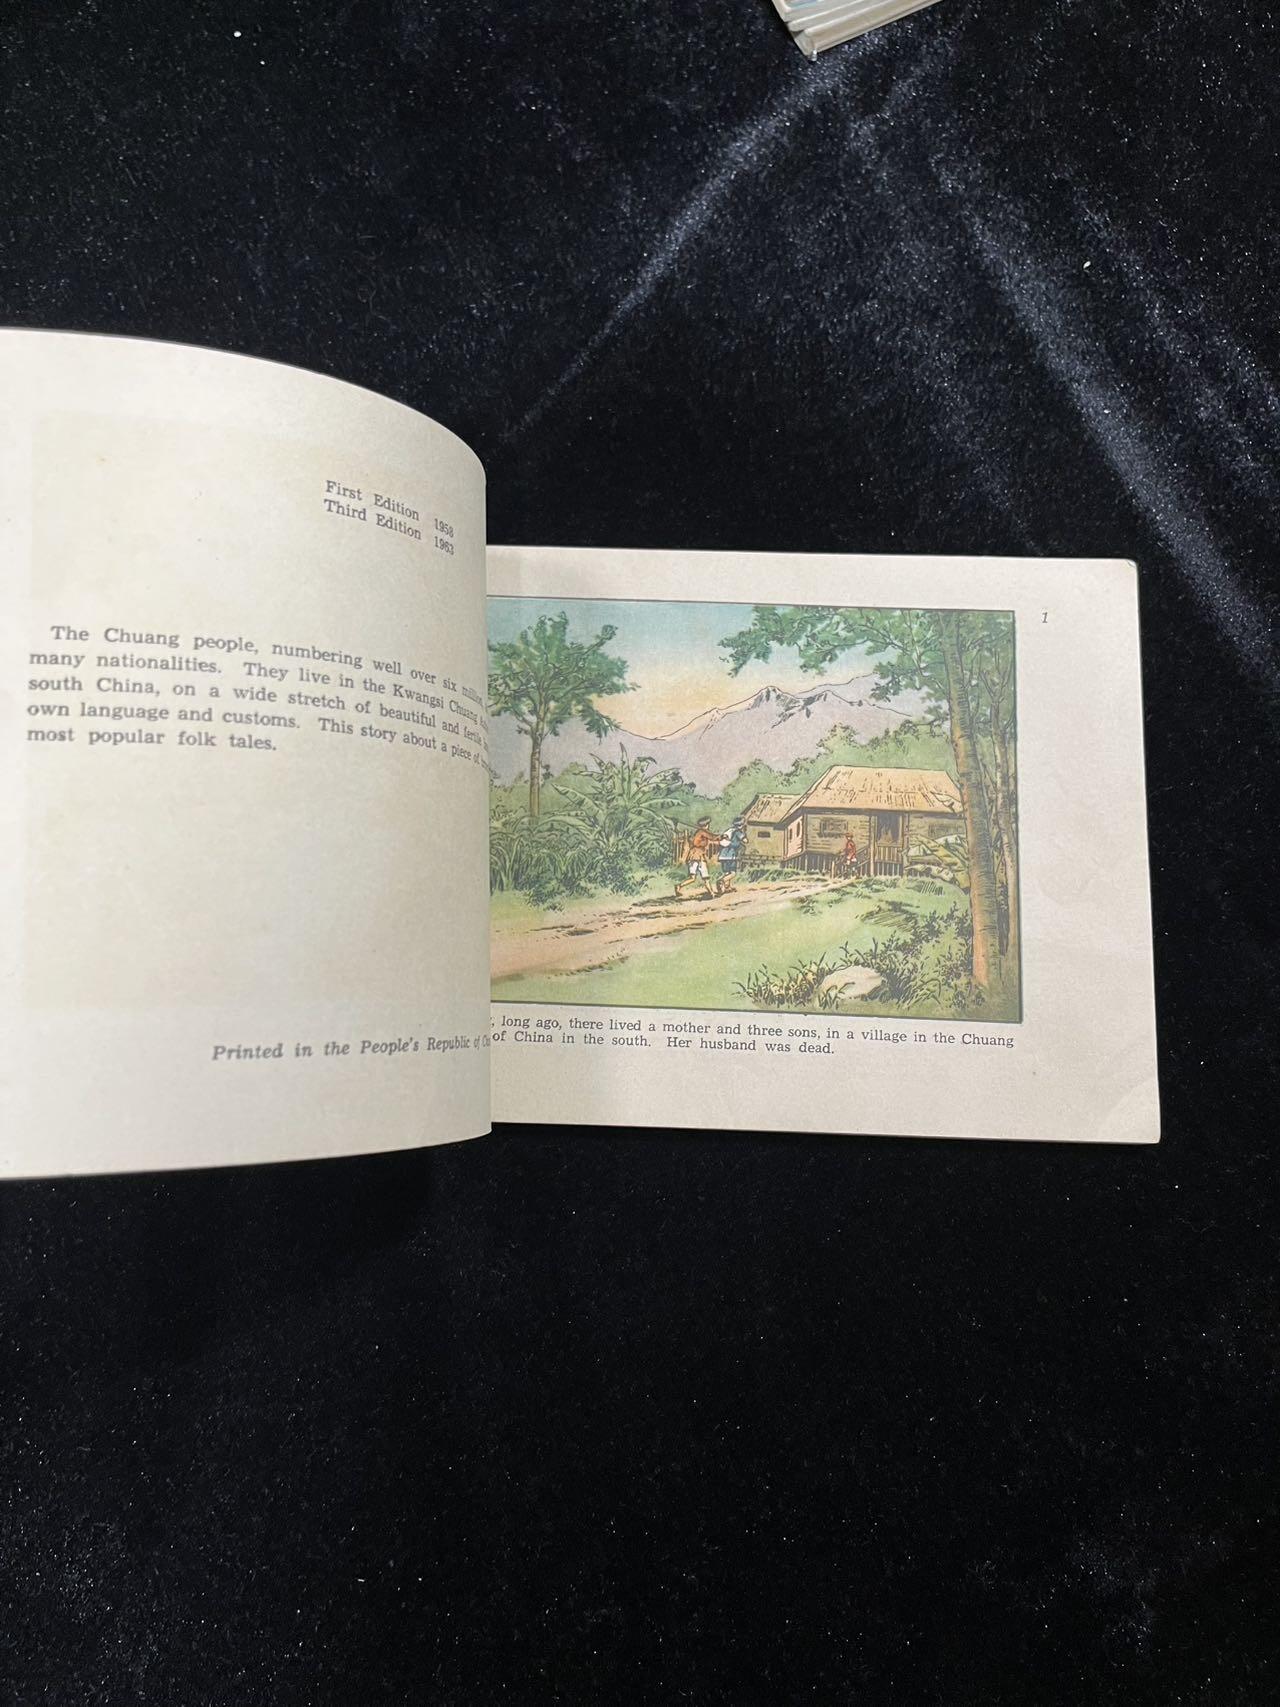 First Edition 1958
Third Edition 1963
The Chuang people, numbering well over six million,
many nationalities. They live in the Kwangsi Chuang
south China, on a wide stretch of beautiful and fertile
own language and customs. This story about a piece of
most popular folk tales.
Printed in the People's Republic of
1
, long ago, there lived a mother and three sons, in a village in the Chuang
of China in the south. Her husband was dead.